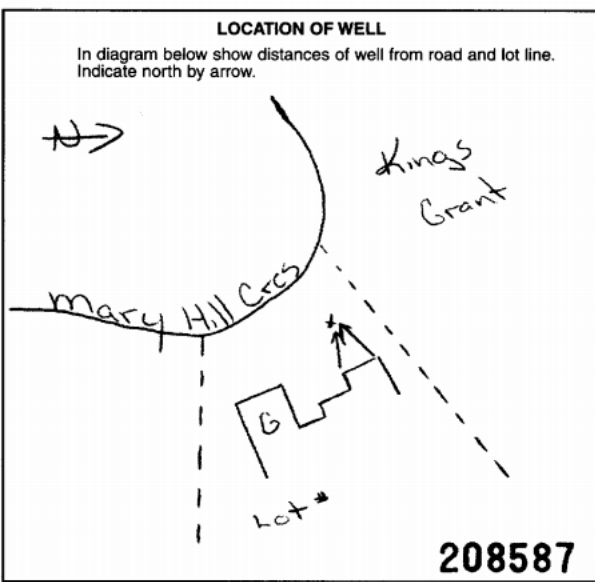 LOCATION OF WELL
In diagram below show distances of well from road and lot line.
Indicate north by arrow.
N
Kings
Grant
Mary Hill Cres
G
Lot #
208587